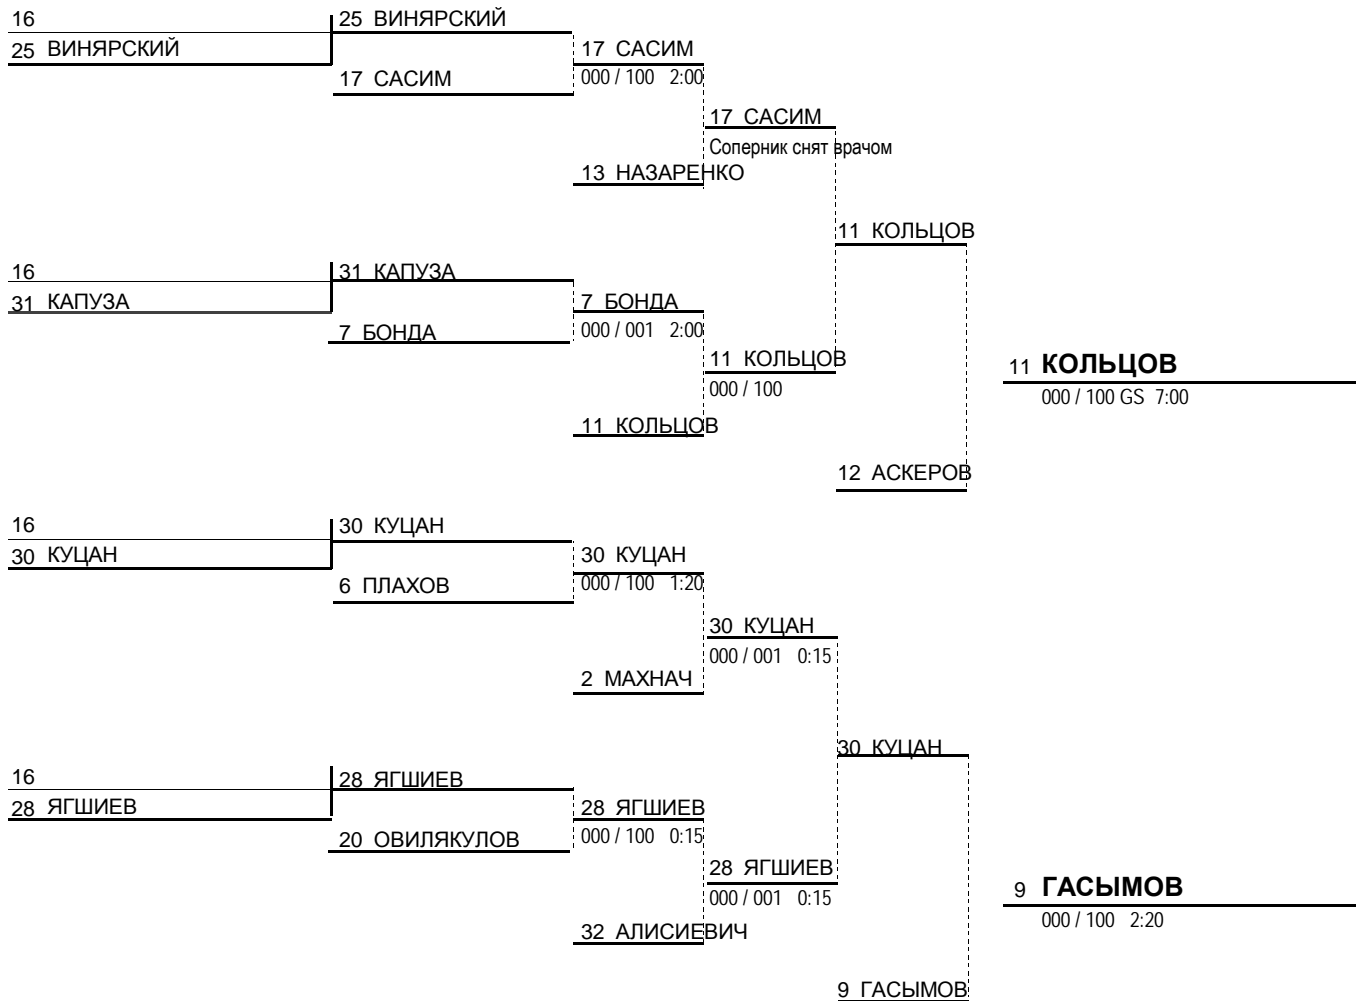 16
25 ВИНЯРСКИЙ
25 ВИНЯРСКИЙ
17 САСИМ
17 САСИМ
000 / 100 2:00
13 НАЗАРЕНКО
17 САСИМ
Соперник снят врачом
16
31 КАПУЗА
31 КАПУЗА
7 БОНДА
7 БОНДА
000 / 001 2:00
11 КОЛЬЦОВ
11 КОЛЬЦОВ
000 / 100
11 КОЛЬЦОВ
12 АСКЕРОВ
11 КОЛЬЦОВ
000 / 100 GS 7:00
16
30 КУЦАН
30 КУЦАН
6 ПЛАХОВ
30 КУЦАН
000 / 100 1:20
2 МАХНАЧ
30 КУЦАН
000 / 001 0:15
16
28 ЯГШИЕВ
28 ЯГШИЕВ
20 ОВИЛЯКУЛОВ
28 ЯГШИЕВ
000 / 100 0:15
32 АЛИСИЕВИЧ
28 ЯГШИЕВ
000 / 001 0:15
30 КУЦАН
9 ГАСЫМОВ
9 ГАСЫМОВ
000 / 100 2:20